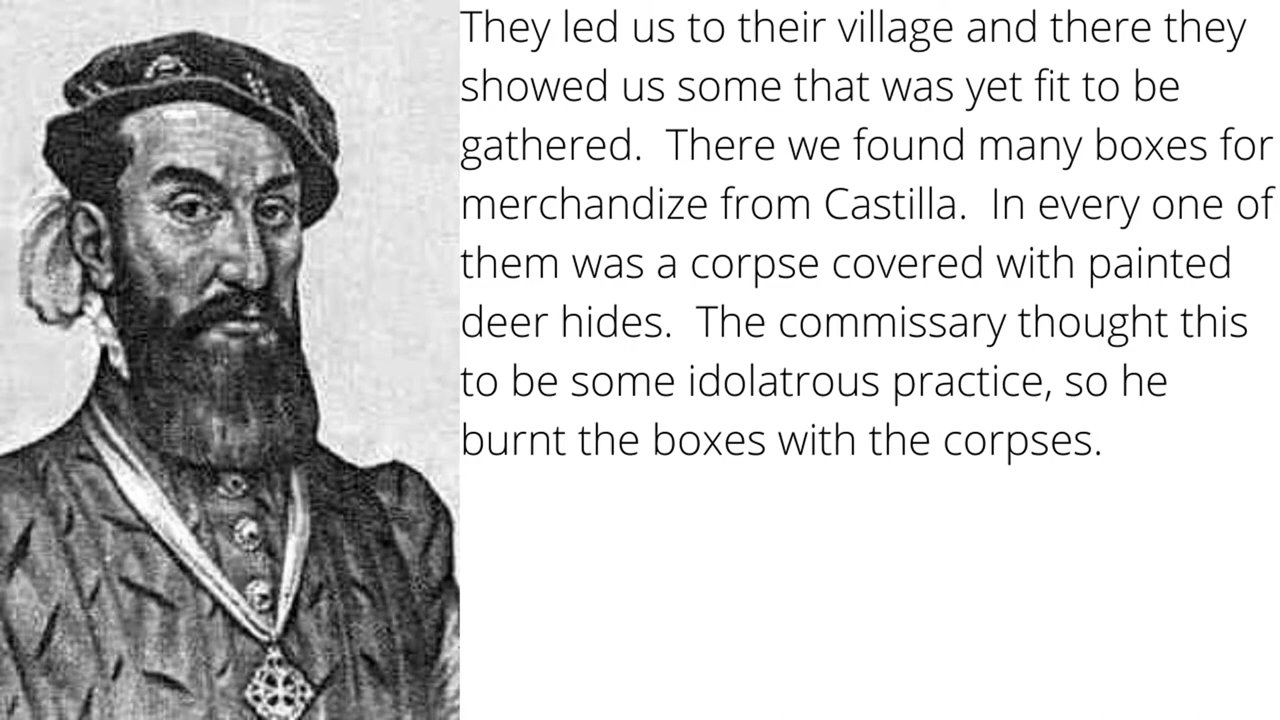 They led us to their village and there they
showed us some that was yet fit to be
gathered.  There we found many boxes for
merchandize from Castilla.  In every one of
them was a corpse covered with painted
deer hides.  The commissary thought this
to be some idolatrous practice, so he
burnt the boxes with the corpses.